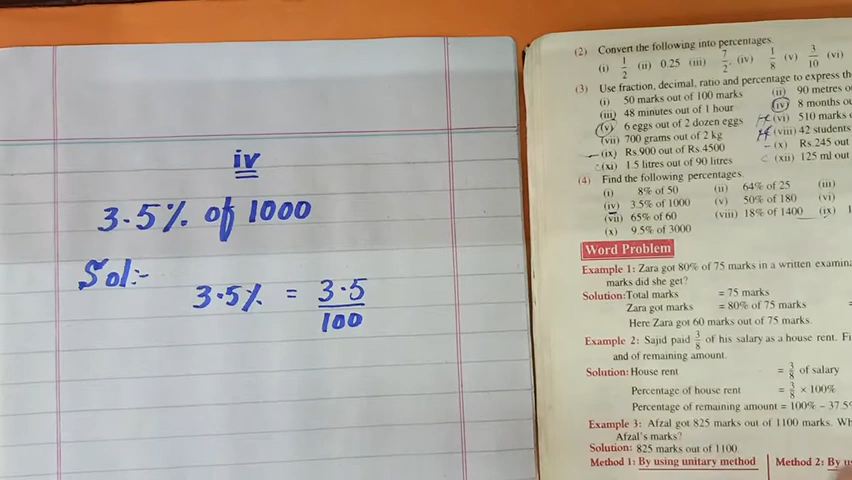 iv
3.5% of 1000
Sol:-
3.5% = 3.5
100
(2) Convert the following into percentages.
(i) 1/2 (ii) 0.25 (iii) 7/2, (iv) 1/8 (v) 3/10 (vi)
(3) Use fraction, decimal, ratio and percentage to express th
(i) 50 marks out of 100 marks (ii) 90 metres o
(iii) 48 minutes out of 1 hour (iv) 8 months o
(v) 6 eggs out of 2 dozen eggs (vi) 510 marks
(vii) 700 grams out of 2 kg (viii) 42 students
(ix) Rs.900 out of Rs.4500 (x) Rs.245 out
(xi) 1.5 litres out of 90 litres (xii) 125 ml out
(4) Find the following percentages.
(i) 8% of 50 (ii) 64% of 25 (iii)
(iv) 3.5% of 1000 (v) 50% of 180 (vi)
(vii) 65% of 60 (viii) 18% of 1400 (ix) 1
(x) 9.5% of 3000
Word Problem
Example 1: Zara got 80% of 75 marks in a written examina
marks did she get?
Solution: Total marks = 75 marks
Zara got marks = 80% of 75 marks =
Here Zara got 60 marks out of 75 marks.
Example 2: Sajid paid 3/8 of his salary as a house rent. Fi
and of remaining amount.
Solution: House rent = 3/8 of salary
Percentage of house rent = 3/8 × 100%
Percentage of remaining amount = 100% – 37.5%
Example 3: Afzal got 825 marks out of 1100 marks. Wh
Afzal's marks?
Solution: 825 marks out of 1100
Method 1: By using unitary method Method 2: By us